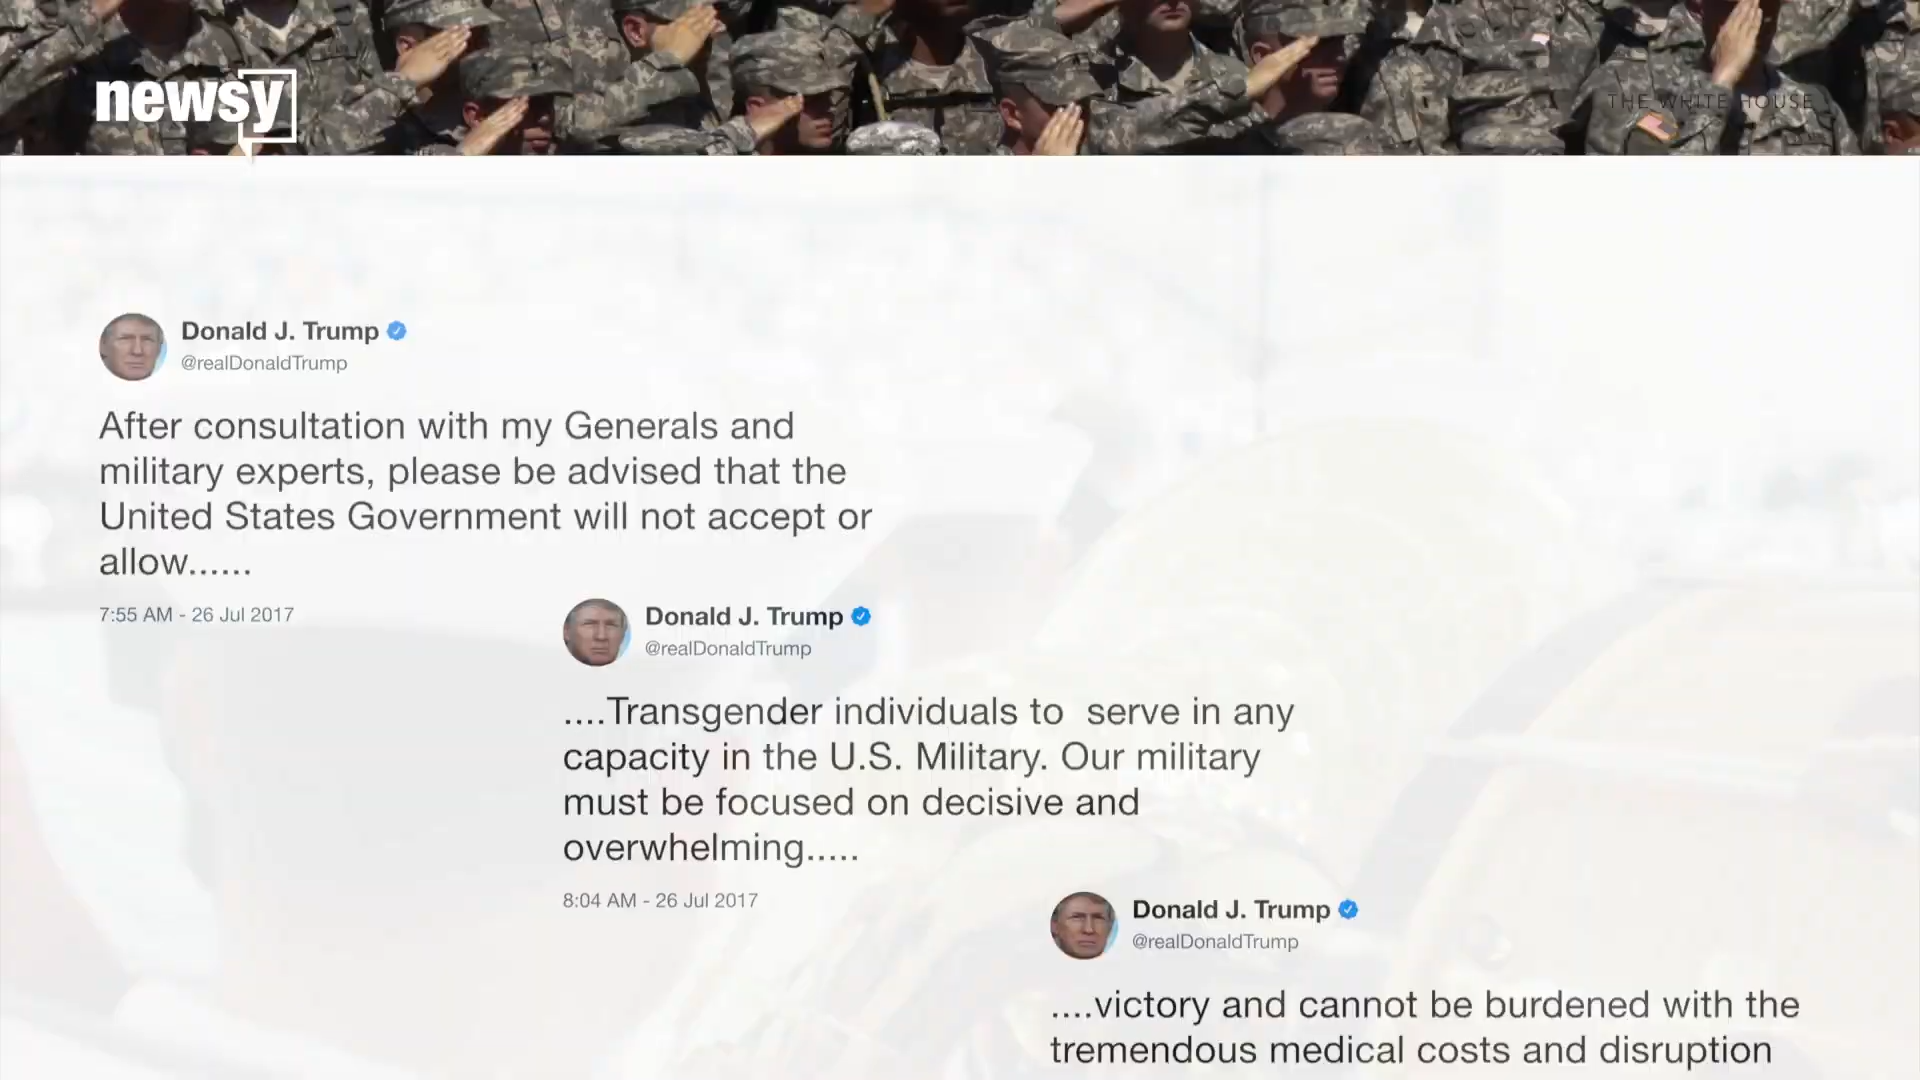 newsy
THE WHITE HOUSE
Donald J. Trump
@realDonaldTrump
After consultation with my Generals and
military experts, please be advised that the
United States Government will not accept or
allow......
7:55 AM - 26 Jul 2017
Donald J. Trump
@realDonaldTrump
....Transgender individuals to  serve in any
capacity in the U.S. Military. Our military
must be focused on decisive and
overwhelming.....
8:04 AM - 26 Jul 2017
Donald J. Trump
@realDonaldTrump
....victory and cannot be burdened with the
tremendous medical costs and disruption